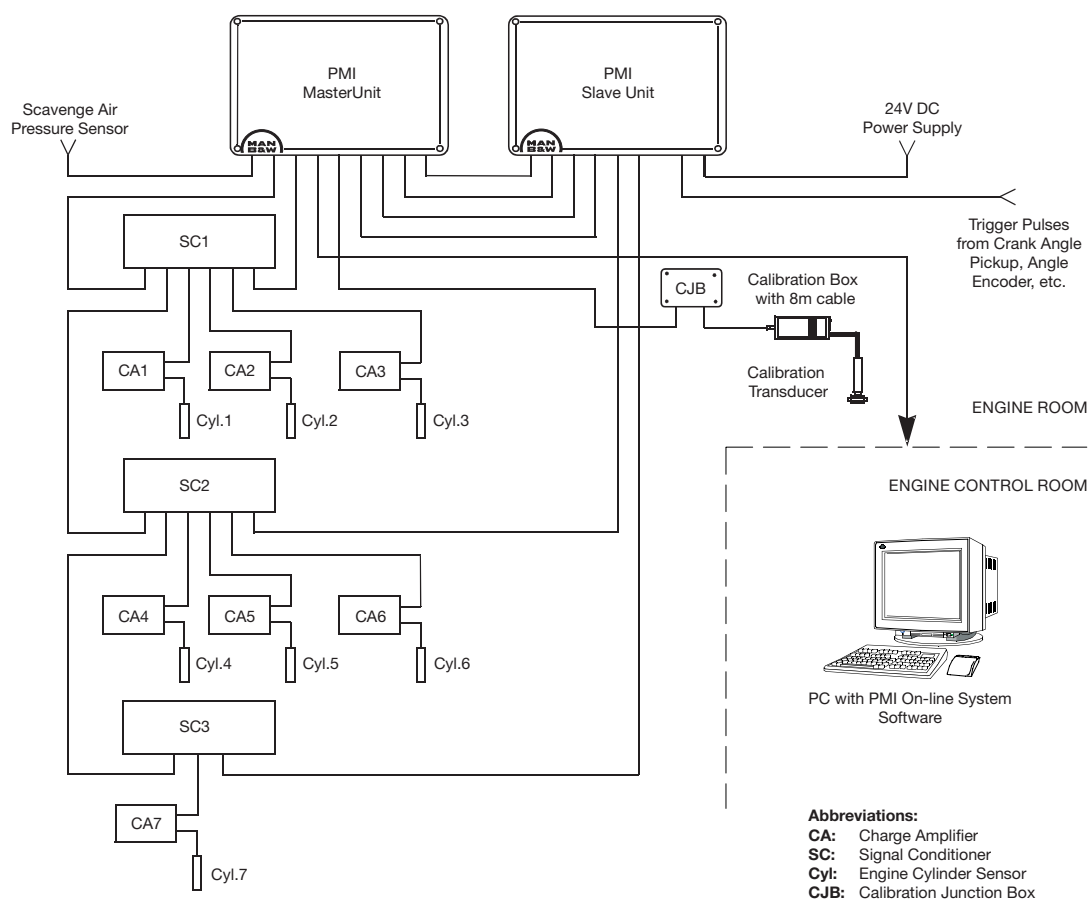 PMI
MasterUnit
MAN
B&W
PMI
Slave Unit
MAN
B&W
Scavenge Air
Pressure Sensor
24V DC
Power Supply
Trigger Pulses
from Crank Angle
Pickup, Angle
Encoder, etc.
SC1
CJB
Calibration Box
with 8m cable
Calibration
Transducer
CA1
CA2
CA3
Cyl.1
Cyl.2
Cyl.3
ENGINE ROOM
SC2
ENGINE CONTROL ROOM
CA4
CA5
CA6
Cyl.4
Cyl.5
Cyl.6
PC with PMI On-line System
Software
SC3
CA7
Cyl.7
Abbreviations:
CA: Charge Amplifier
SC: Signal Conditioner
Cyl: Engine Cylinder Sensor
CJB: Calibration Junction Box